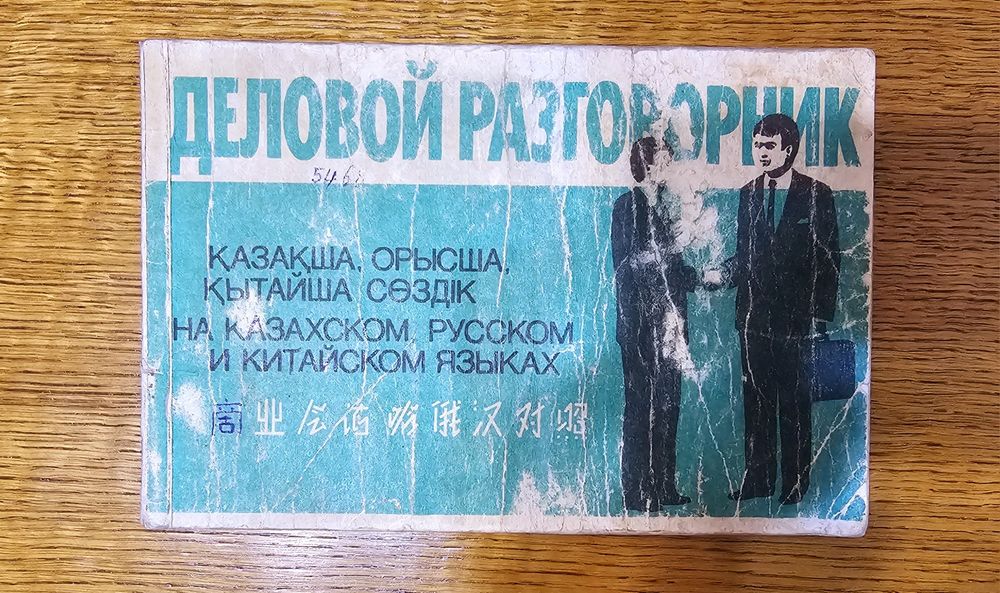 ДЕЛОВОЙ РАЗГОВОРНИК
ҚАЗАҚША, ОРЫСША,
ҚЫТАЙША СӨЗДІК
НА КАЗАХСКОМ, РУССКОМ
И КИТАЙСКОМ ЯЗЫКАХ
商业会话哈俄汉对照